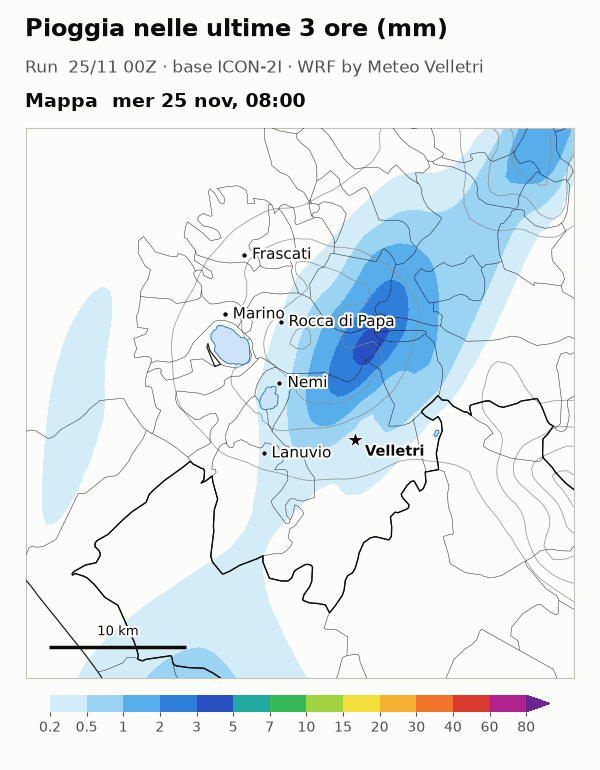 Pioggia nelle ultime 3 ore (mm)
Run  25/11 00Z · base ICON-2I · WRF by Meteo Velletri
Mappa  mer 25 nov, 08:00
Frascati
Marino
Rocca di Papa
Nemi
Velletri
Lanuvio
10 km
0.2 0.5 1 2 3 5 7 10 15 20 30 40 60 80